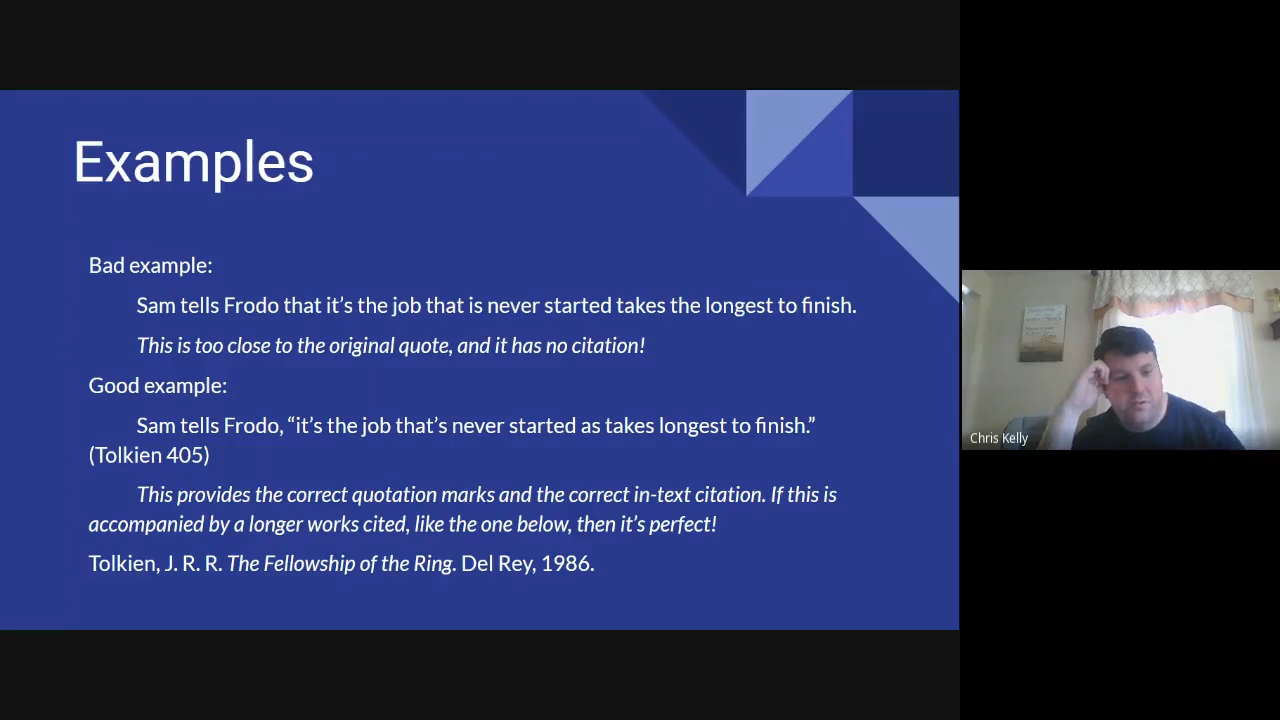 Examples
Bad example:
Sam tells Frodo that it’s the job that is never started takes the longest to finish.
This is too close to the original quote, and it has no citation!
Good example:
Sam tells Frodo, “it’s the job that’s never started as takes longest to finish.”
(Tolkien 405)
This provides the correct quotation marks and the correct in-text citation. If this is
accompanied by a longer works cited, like the one below, then it’s perfect!
Tolkien, J. R. R. The Fellowship of the Ring. Del Rey, 1986.
Chris Kelly